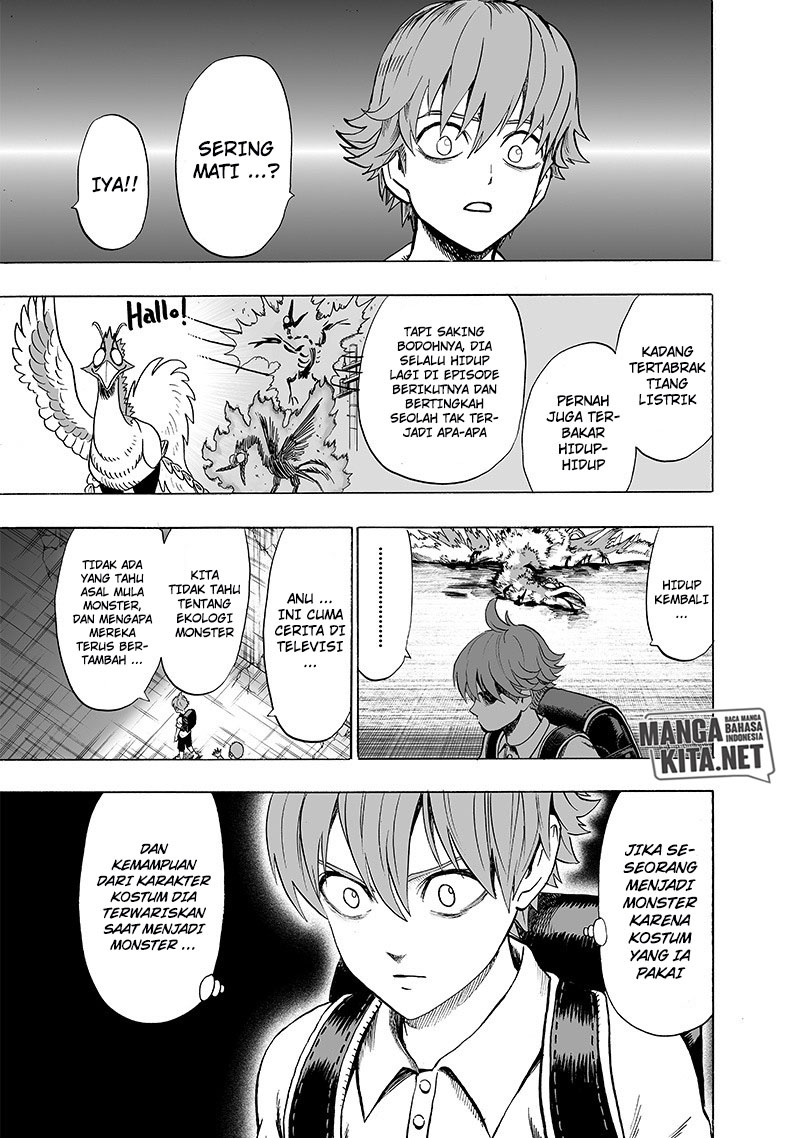 SERING
MATI ...?
IYA!!
KADANG
TERTABRAK
TIANG
LISTRIK
PERNAH
JUGA TER-
BAKAR
HIDUP-
HIDUP
TAPI SAKING
BODOHNYA, DIA
SELALU HIDUP
LAGI DI EPISODE
BERIKUTNYA DAN
BERTINGKAH
SEOLAH TAK TER-
JADI APA-APA
Hallo!
HIDUP
KEMBALI
...
............
ANU ...
INI CUMA
CERITA DI
TELEVISI
...
KITA
TIDAK TAHU
TENTANG
EKOLOGI
MONSTER
TIDAK ADA
YANG TAHU
ASAL MULA
MONSTER,
DAN MENGAPA
MEREKA
TERUS BER-
TAMBAH ...
MANGA
KITA.NET
BACA MANGA
BAHASA
INDONESIA
JIKA SE-
SEORANG
MENJADI
MONSTER
KARENA
KOSTUM
YANG IA
PAKAI
DAN
KEMAMPUAN
DARI KARAKTER
KOSTUM DIA
TERWARISKAN
SAAT MENJADI
MONSTER ...